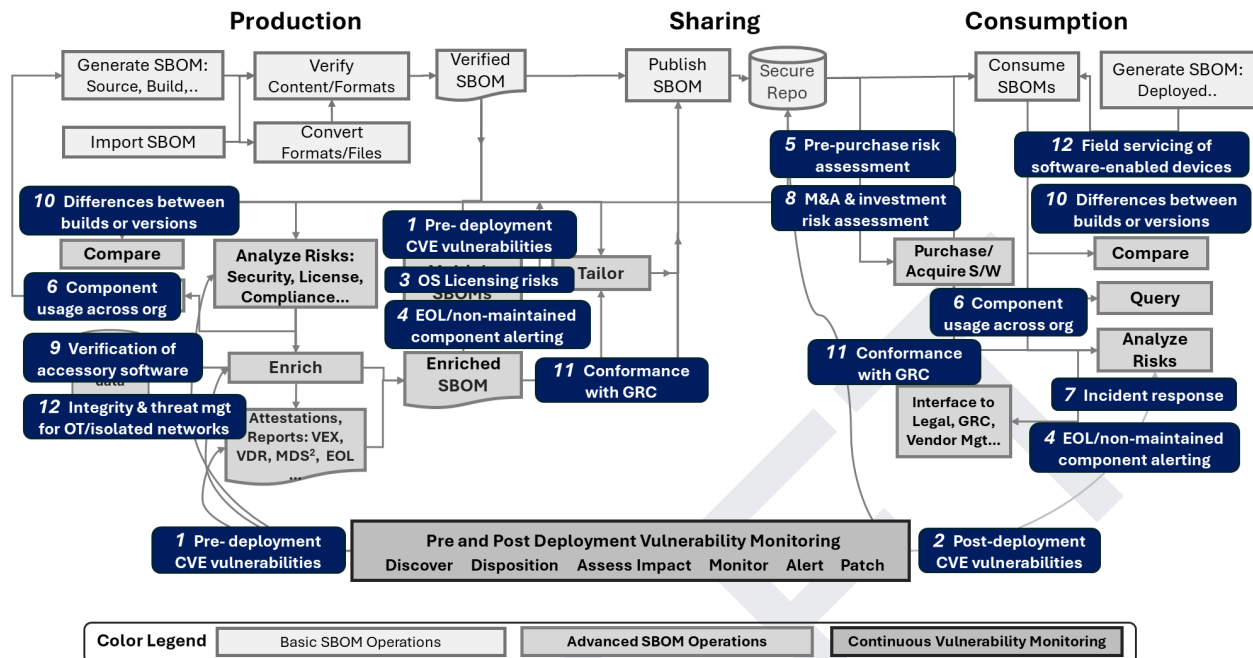 Production
Sharing
Consumption
Generate SBOM:
Source, Build,..
Verify
Content/Formats
Verified
SBOM
Publish
SBOM
Secure
Repo
Consume
SBOMs
Generate SBOM:
Deployed..
Import SBOM
Convert
Formats/Files
5 Pre-purchase risk
assessment
12 Field servicing of
software-enabled devices
10 Differences between
builds or versions
8 M&A & investment
risk assessment
10 Differences between
builds or versions
1 Pre- deployment
CVE vulnerabilities
Compare
Analyze Risks:
Security, License,
Compliance...
3 OS Licensing risks
SBOMs
Tailor
Purchase/
Acquire S/W
Compare
6 Component
usage across org
4 EOL/non-maintained
component alerting
6 Component
usage across org
Query
9 Verification of
accessory software
data
Enrich
Enriched
SBOM
11 Conformance
with GRC
11 Conformance
with GRC
Analyze
Risks
12 Integrity & threat mgt
for OT/isolated networks
Attestations,
Reports: VEX,
VDR, MDS², EOL
...
Interface to
Legal, GRC,
Vendor Mgt...
7 Incident response
4 EOL/non-maintained
component alerting
1 Pre- deployment
CVE vulnerabilities
Pre and Post Deployment Vulnerability Monitoring
Discover Disposition Assess Impact Monitor Alert Patch
2 Post-deployment
CVE vulnerabilities
Color Legend
Basic SBOM Operations
Advanced SBOM Operations
Continuous Vulnerability Monitoring